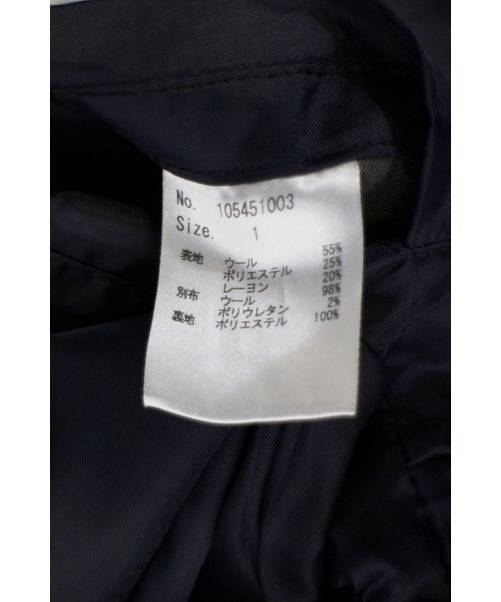 No. 105451003
Size. 1
表地 ウール 55%
ポリエステル 25%
レーヨン 20%
別布 ウール 98%
ポリウレタン 2%
裏地 ポリエステル 100%